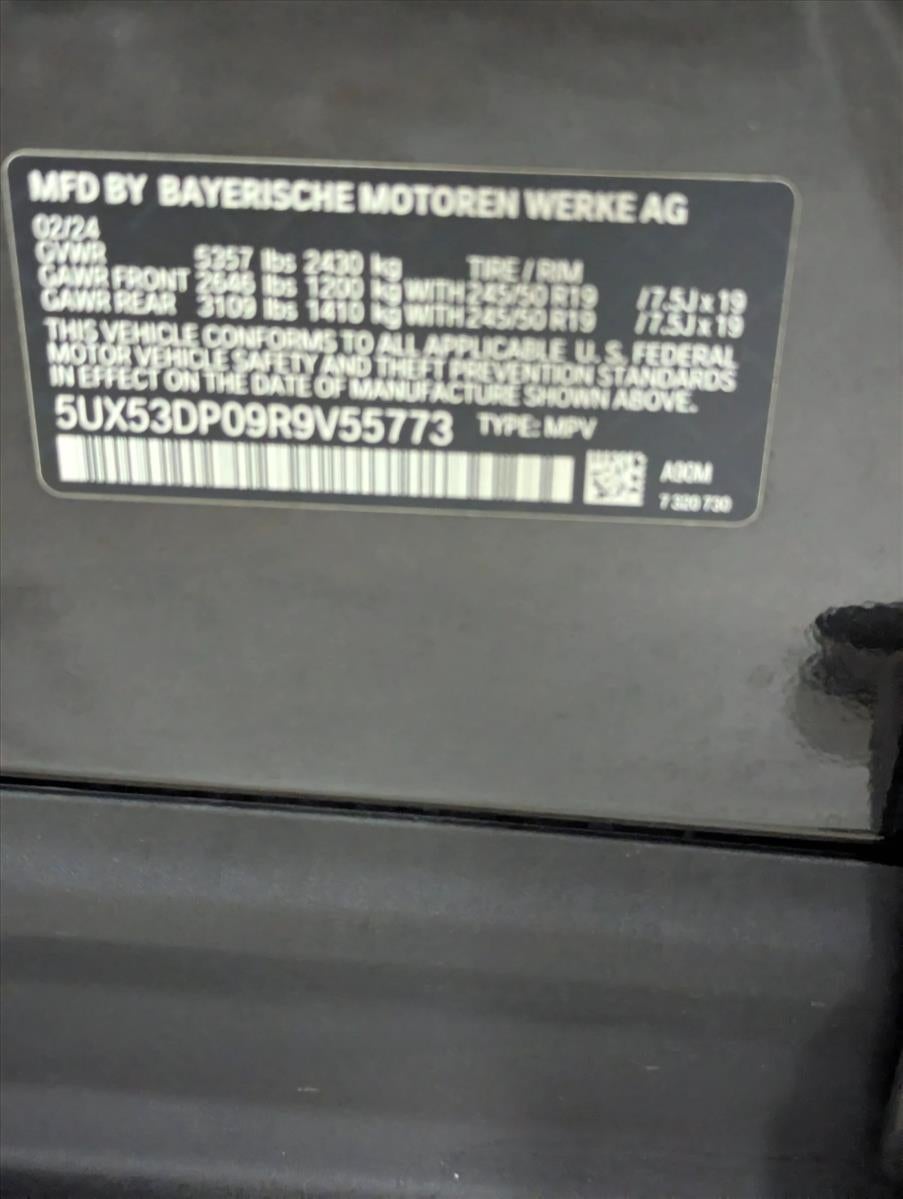 MFD BY BAYERISCHE MOTOREN WERKE AG
02/24
GVWR 5357 lbs 2430 kg TIRE / RIM
GAWR FRONT 2646 lbs 1200 kg WITH 245/50 R19 /7.5J x 19
GAWR REAR 3109 lbs 1410 kg WITH 245/50 R19 /7.5J x 19
THIS VEHICLE CONFORMS TO ALL APPLICABLE U. S. FEDERAL
MOTOR VEHICLE SAFETY AND THEFT PREVENTION STANDARDS
IN EFFECT ON THE DATE OF MANUFACTURE SHOWN ABOVE.
5UX53DP09R9V55773 TYPE: MPV
A90M
7 320 730